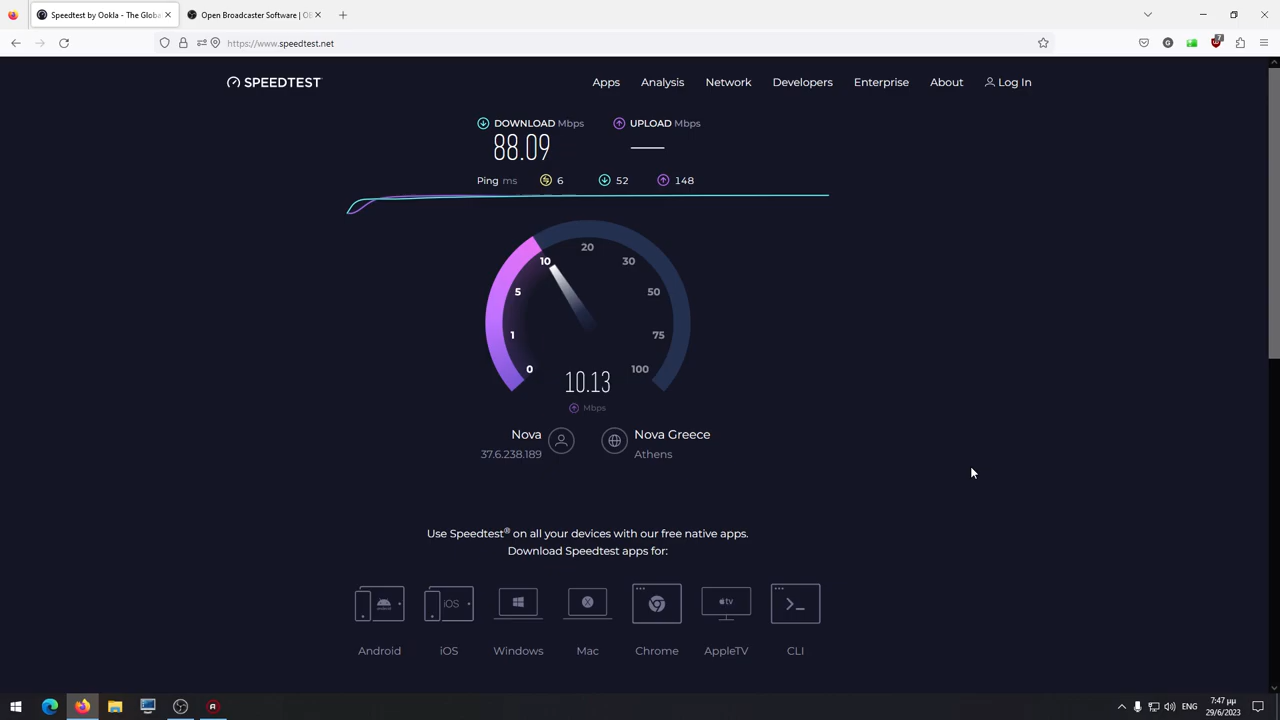 Speedtest by Ookla - The Globa
Open Broadcaster Software | O
https://www.speedtest.net
7
SPEEDTEST
Apps
Analysis
Network
Developers
Enterprise
About
Log In
DOWNLOAD Mbps
UPLOAD Mbps
88.09
Ping ms
6
52
148
0
1
5
10
20
30
50
75
100
10.13
Mbps
Nova
37.6.238.189
Nova Greece
Athens
Use Speedtest® on all your devices with our free native apps.
Download Speedtest apps for:
android
iOS
tv
Android
iOS
Windows
Mac
Chrome
AppleTV
CLI
ENG
7:47 μμ
29/6/2023